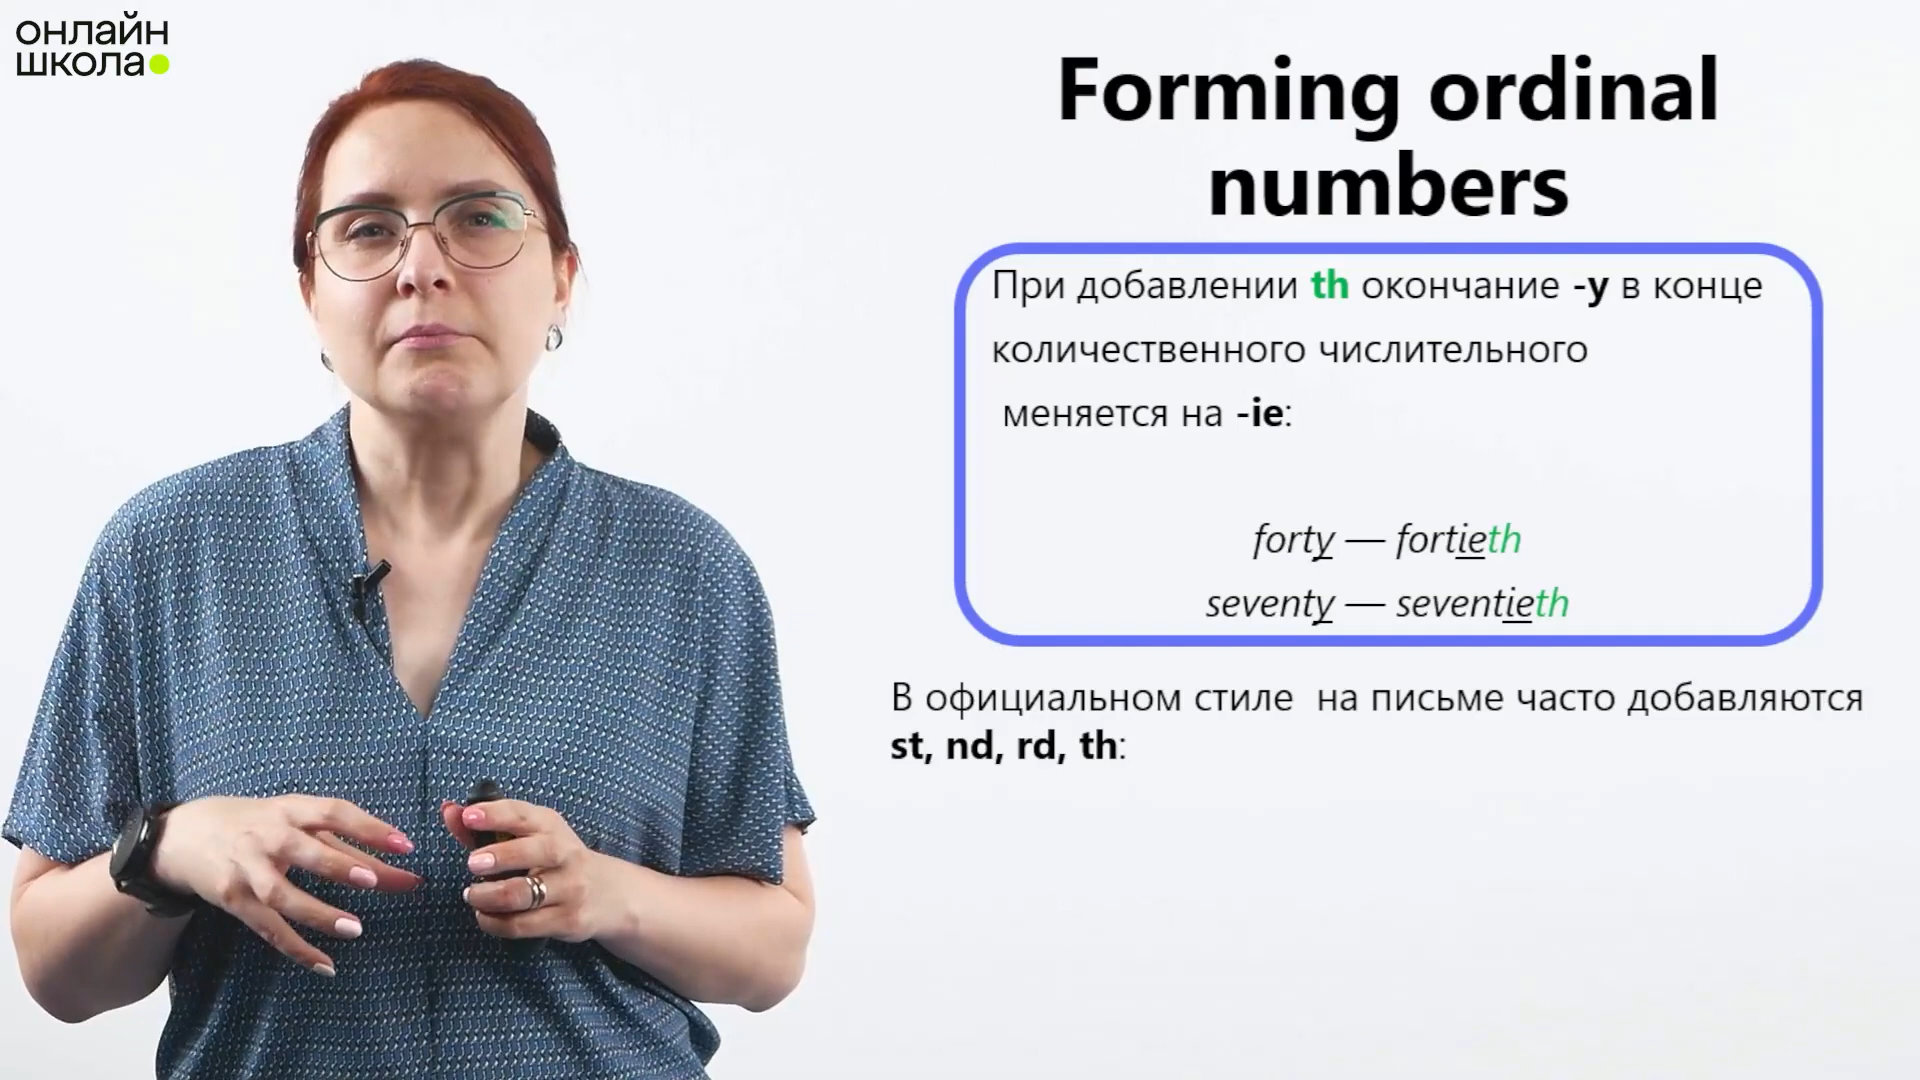 онлайн
школа
Forming ordinal
numbers
При добавлении th окончание -y в конце
количественного числительного
меняется на -ie:
forty — fortieth
seventy — seventieth
В официальном стиле на письме часто добавляются
st, nd, rd, th: